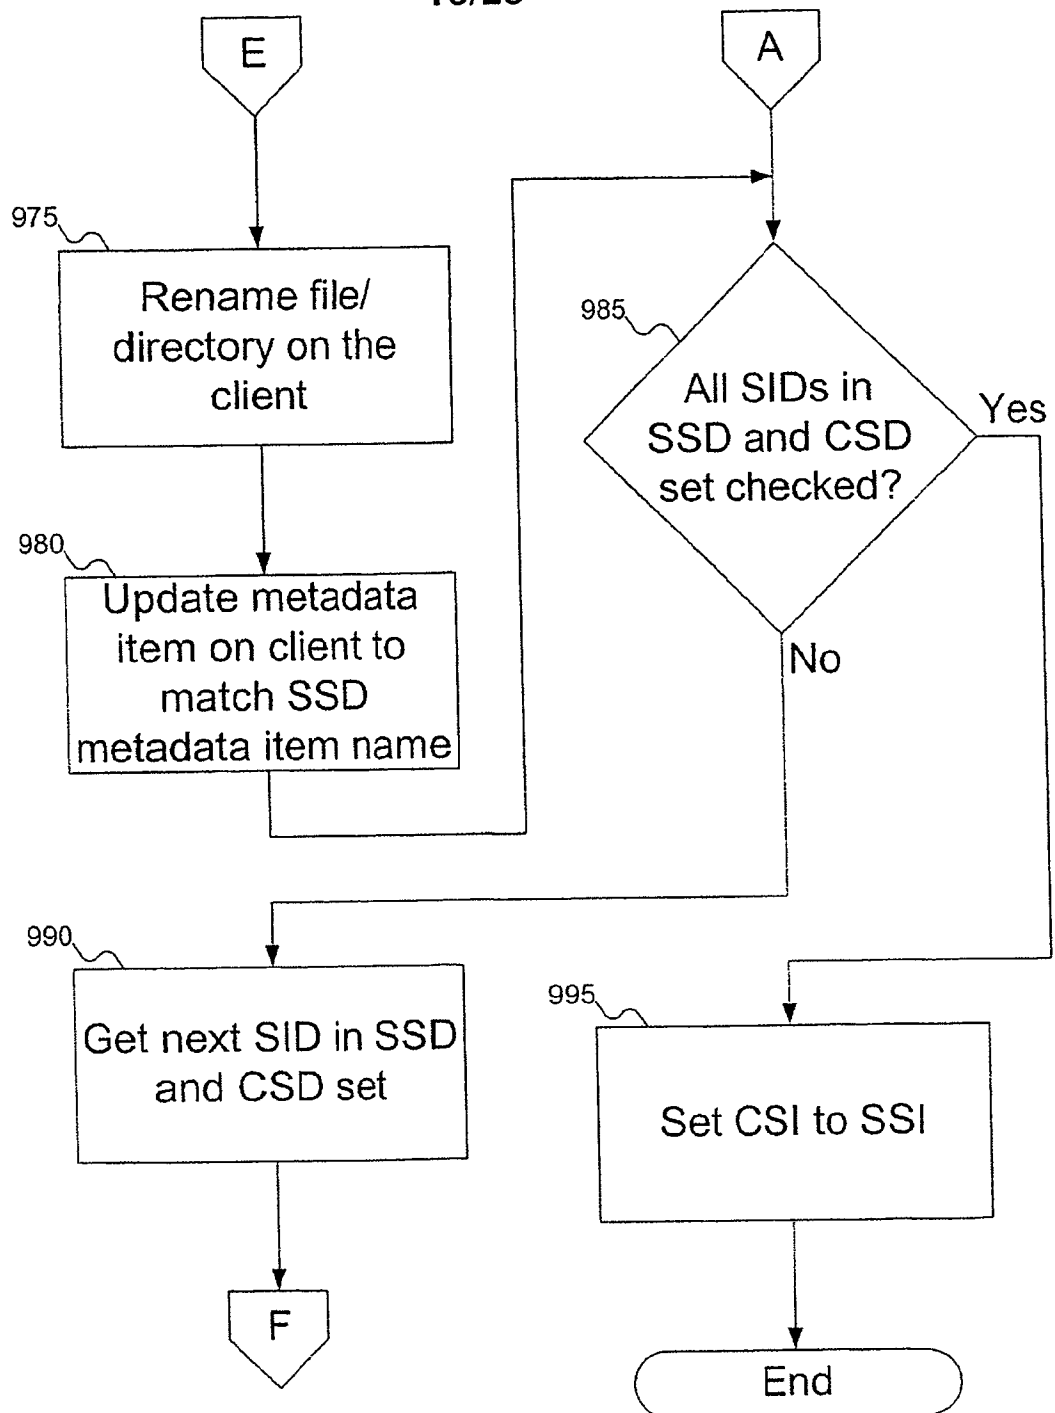 E
A
975
Rename file/
directory on the
client
985
All SIDs in
SSD and CSD
set checked?
Yes
980
Update metadata
item on client to
match SSD
metadata item name
No
990
Get next SID in SSD
and CSD set
995
Set CSI to SSI
F
End